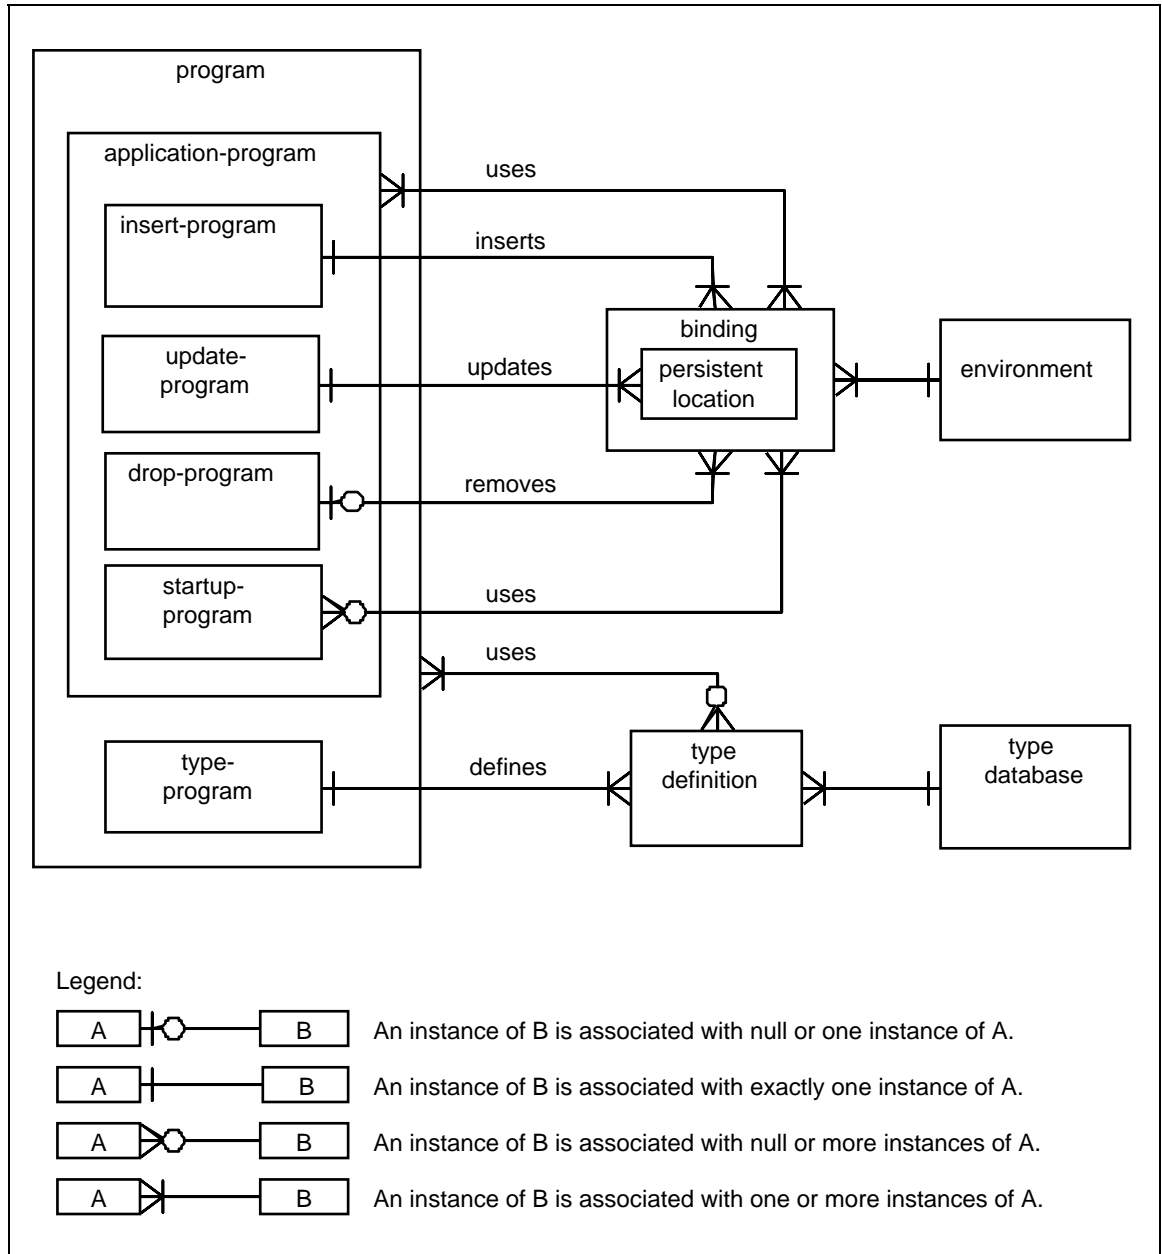 program
application-program
uses
insert-program
inserts
binding
update-
program
updates
persistent
location
environment
drop-program
removes
startup-
program
uses
uses
type-
program
defines
type
definition
type
database
Legend:
A B An instance of B is associated with null or one instance of A.
A B An instance of B is associated with exactly one instance of A.
A B An instance of B is associated with null or more instances of A.
A B An instance of B is associated with one or more instances of A.